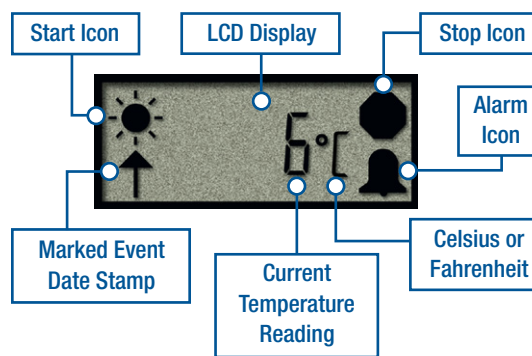 Start Icon
LCD Display
Stop Icon
Alarm
Icon
6°C
Marked Event
Date Stamp
Current
Temperature
Reading
Celsius or
Fahrenheit